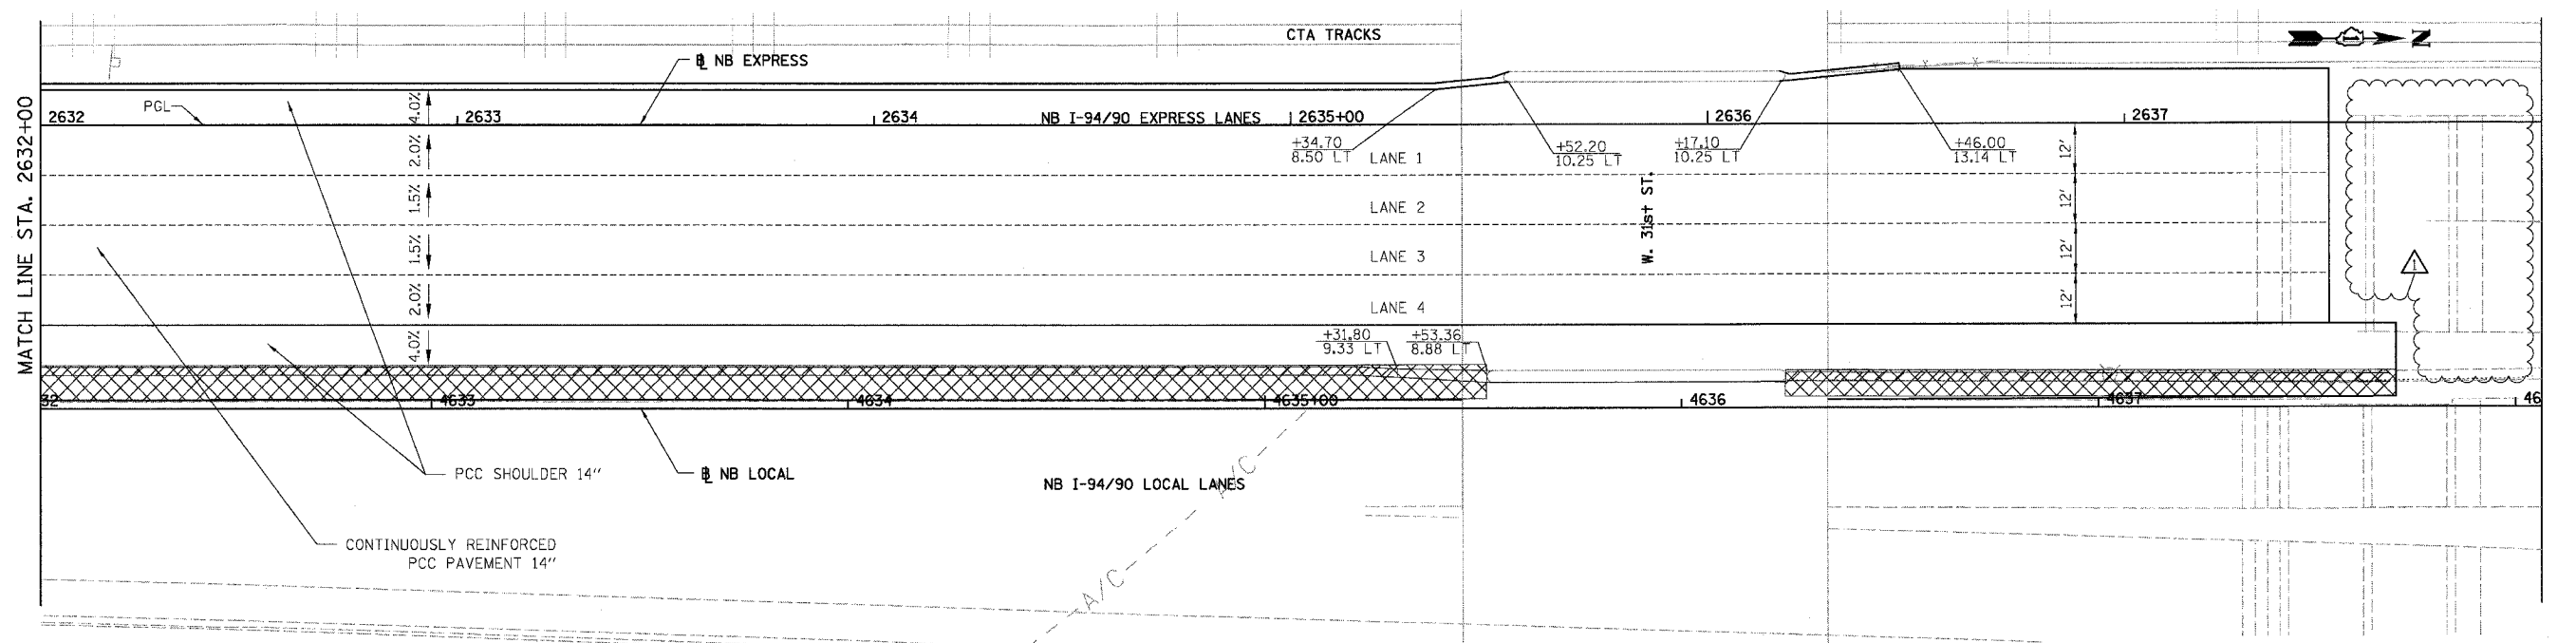 CTA TRACKS
N
℄ NB EXPRESS
PGL
MATCH LINE STA. 2632+00
2632
2633
2634
NB I-94/90 EXPRESS LANES
2635+00
2636
2637
4.0%
2.0%
1.5%
1.5%
2.0%
4.0%
+34.70
8.50 LT
+52.20
10.25 LT
+17.10
10.25 LT
+46.00
13.14 LT
LANE 1
LANE 2
LANE 3
LANE 4
W. 31st ST.
12'
12'
12'
12'
1
+31.80
9.33 LT
+53.36
8.88 LT
32
4633
4634
4635+00
4636
4637
46
PCC SHOULDER 14"
℄ NB LOCAL
NB I-94/90 LOCAL LANES
A/C
A/C
CONTINUOUSLY REINFORCED
PCC PAVEMENT 14"